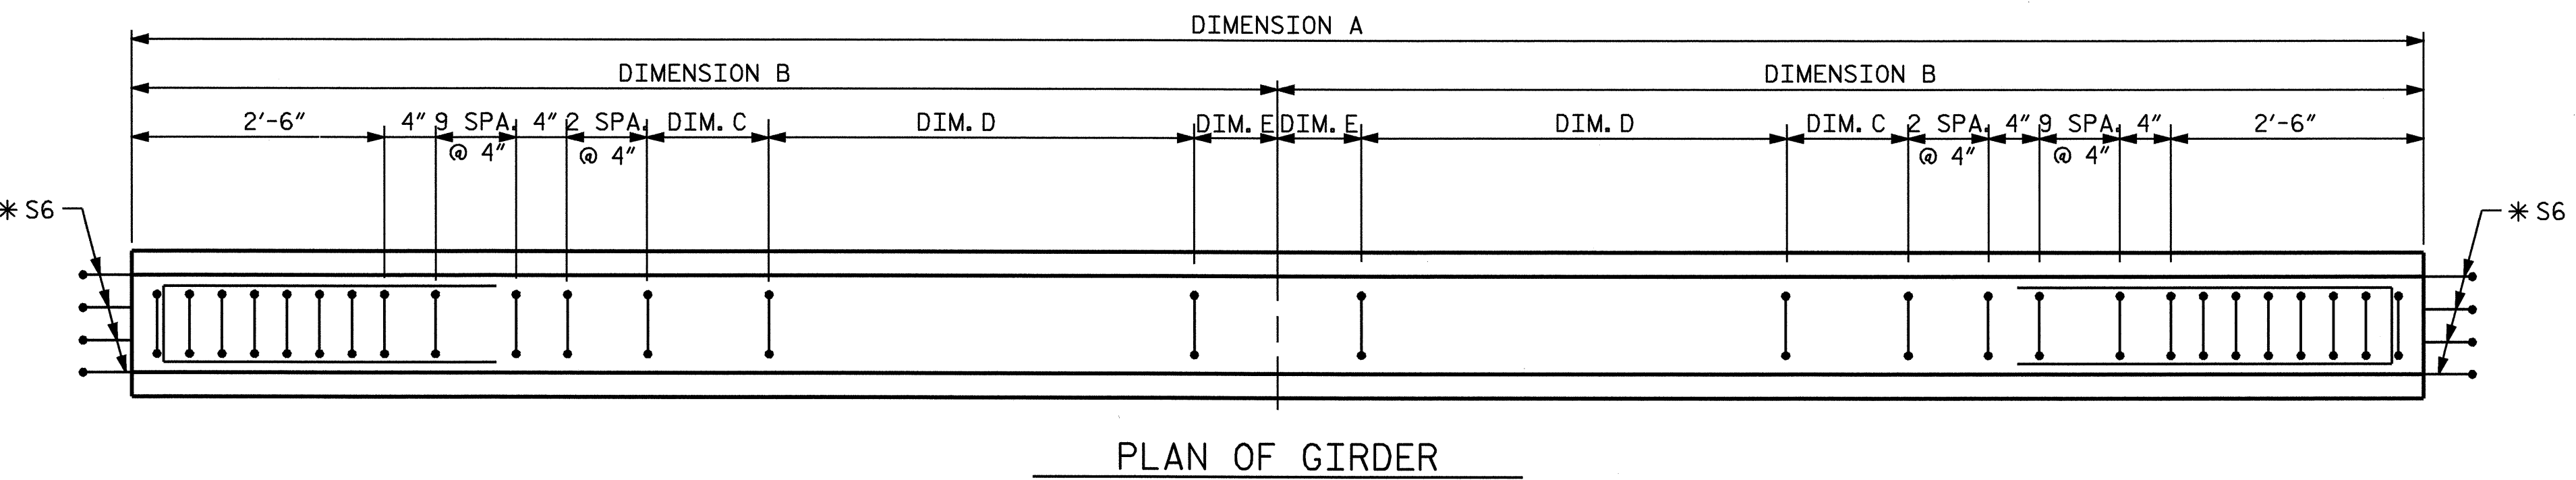 DIMENSION A
DIMENSION B DIMENSION B
2'-6" 4" 9 SPA. 4" 2 SPA. DIM. C DIM. D DIM. E DIM. E DIM. D DIM. C 2 SPA. 4" 9 SPA. 4" 2'-6"
@ 4" @ 4" @ 4" @ 4"
* S6 * S6
PLAN OF GIRDER